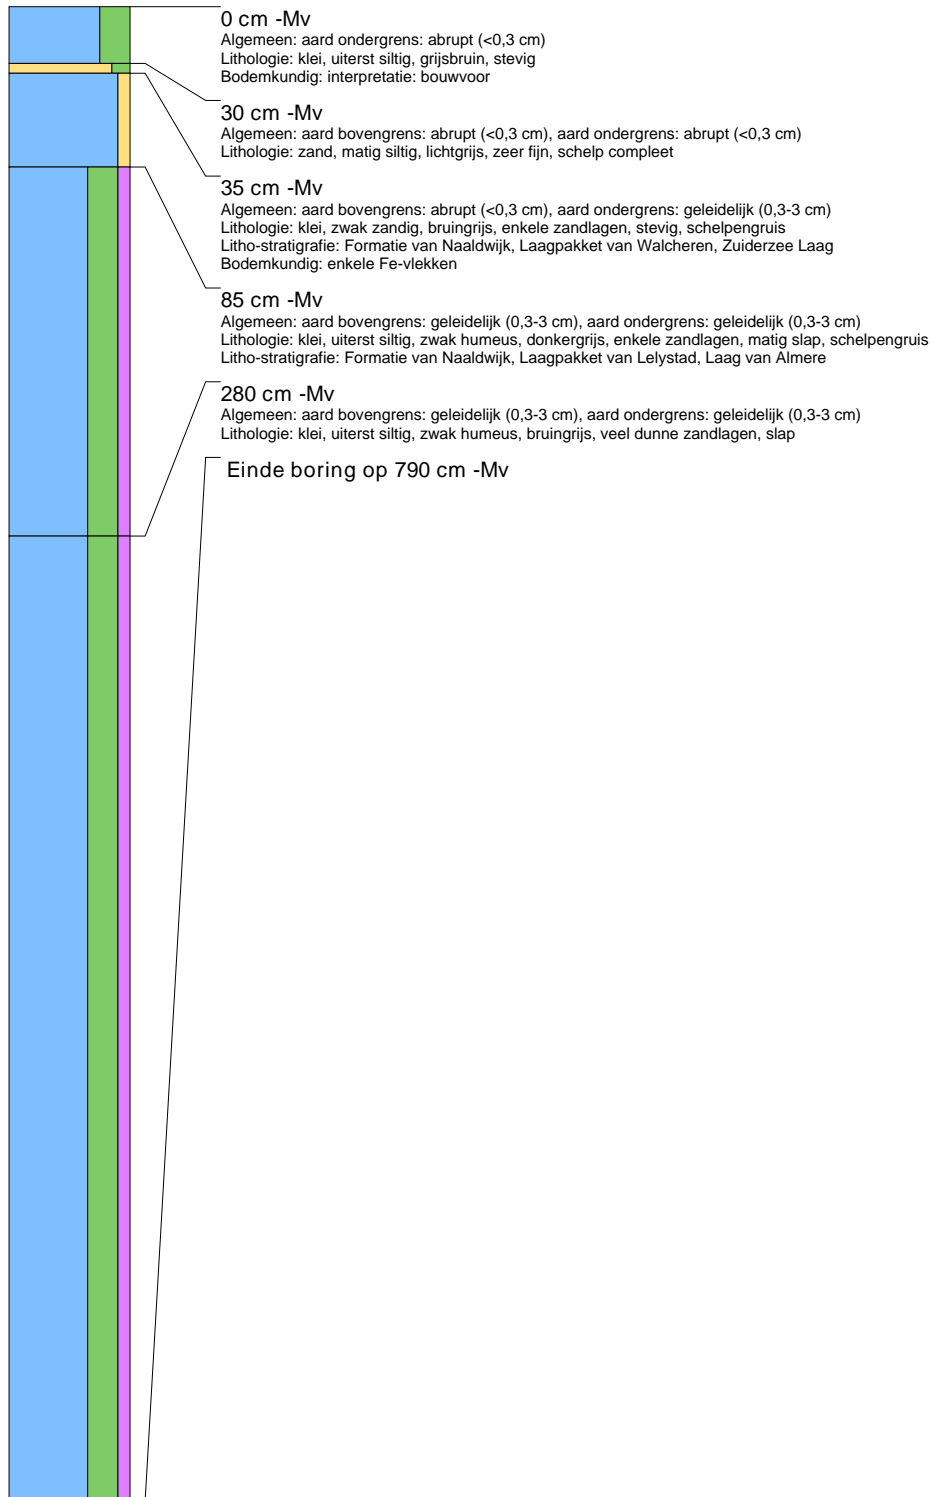 0 cm -Mv
Algemeen: aard ondergrens: abrupt (<0,3 cm)
Lithologie: klei, uiterst siltig, grijsbruin, stevig
Bodemkundig: interpretatie: bouwvoor
30 cm -Mv
Algemeen: aard bovengrens: abrupt (<0,3 cm), aard ondergrens: abrupt (<0,3 cm)
Lithologie: zand, matig siltig, lichtgrijs, zeer fijn, schelp compleet
35 cm -Mv
Algemeen: aard bovengrens: abrupt (<0,3 cm), aard ondergrens: geleidelijk (0,3-3 cm)
Lithologie: klei, zwak zandig, bruingrijs, enkele zandlagen, stevig, schelpengruis
Litho-stratigrafie: Formatie van Naaldwijk, Laagpakket van Walcheren, Zuiderzee Laag
Bodemkundig: enkele Fe-vlekken
85 cm -Mv
Algemeen: aard bovengrens: geleidelijk (0,3-3 cm), aard ondergrens: geleidelijk (0,3-3 cm)
Lithologie: klei, uiterst siltig, zwak humeus, donkergrijs, enkele zandlagen, matig slap, schelpengruis
Litho-stratigrafie: Formatie van Naaldwijk, Laagpakket van Lelystad, Laag van Almere
280 cm -Mv
Algemeen: aard bovengrens: geleidelijk (0,3-3 cm), aard ondergrens: geleidelijk (0,3-3 cm)
Lithologie: klei, uiterst siltig, zwak humeus, bruingrijs, veel dunne zandlagen, slap
Einde boring op 790 cm -Mv